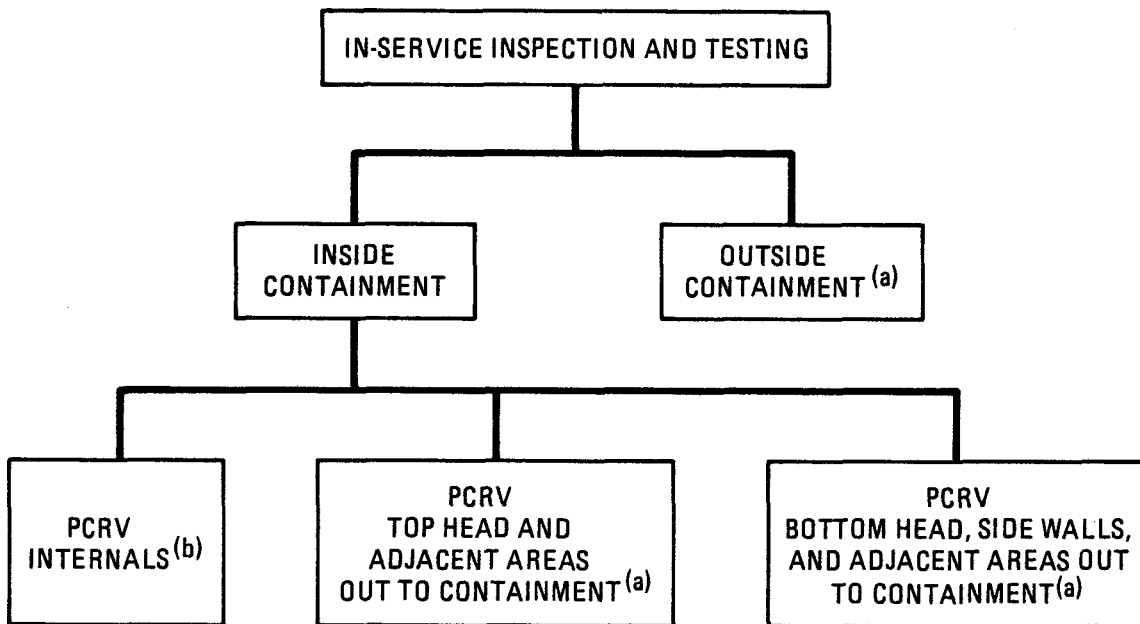 IN-SERVICE INSPECTION AND TESTING
INSIDE
CONTAINMENT
OUTSIDE
CONTAINMENT (a)
PCRV
INTERNALS (b)
PCRV
TOP HEAD AND
ADJACENT AREAS
OUT TO CONTAINMENT (a)
PCRV
BOTTOM HEAD, SIDE WALLS,
AND ADJACENT AREAS OUT
TO CONTAINMENT (a)